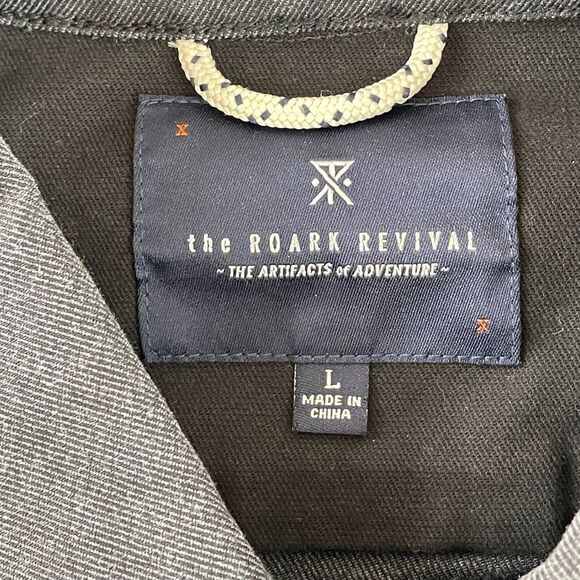 the ROARK REVIVAL
~ THE ARTIFACTS of ADVENTURE ~
L
MADE IN
CHINA